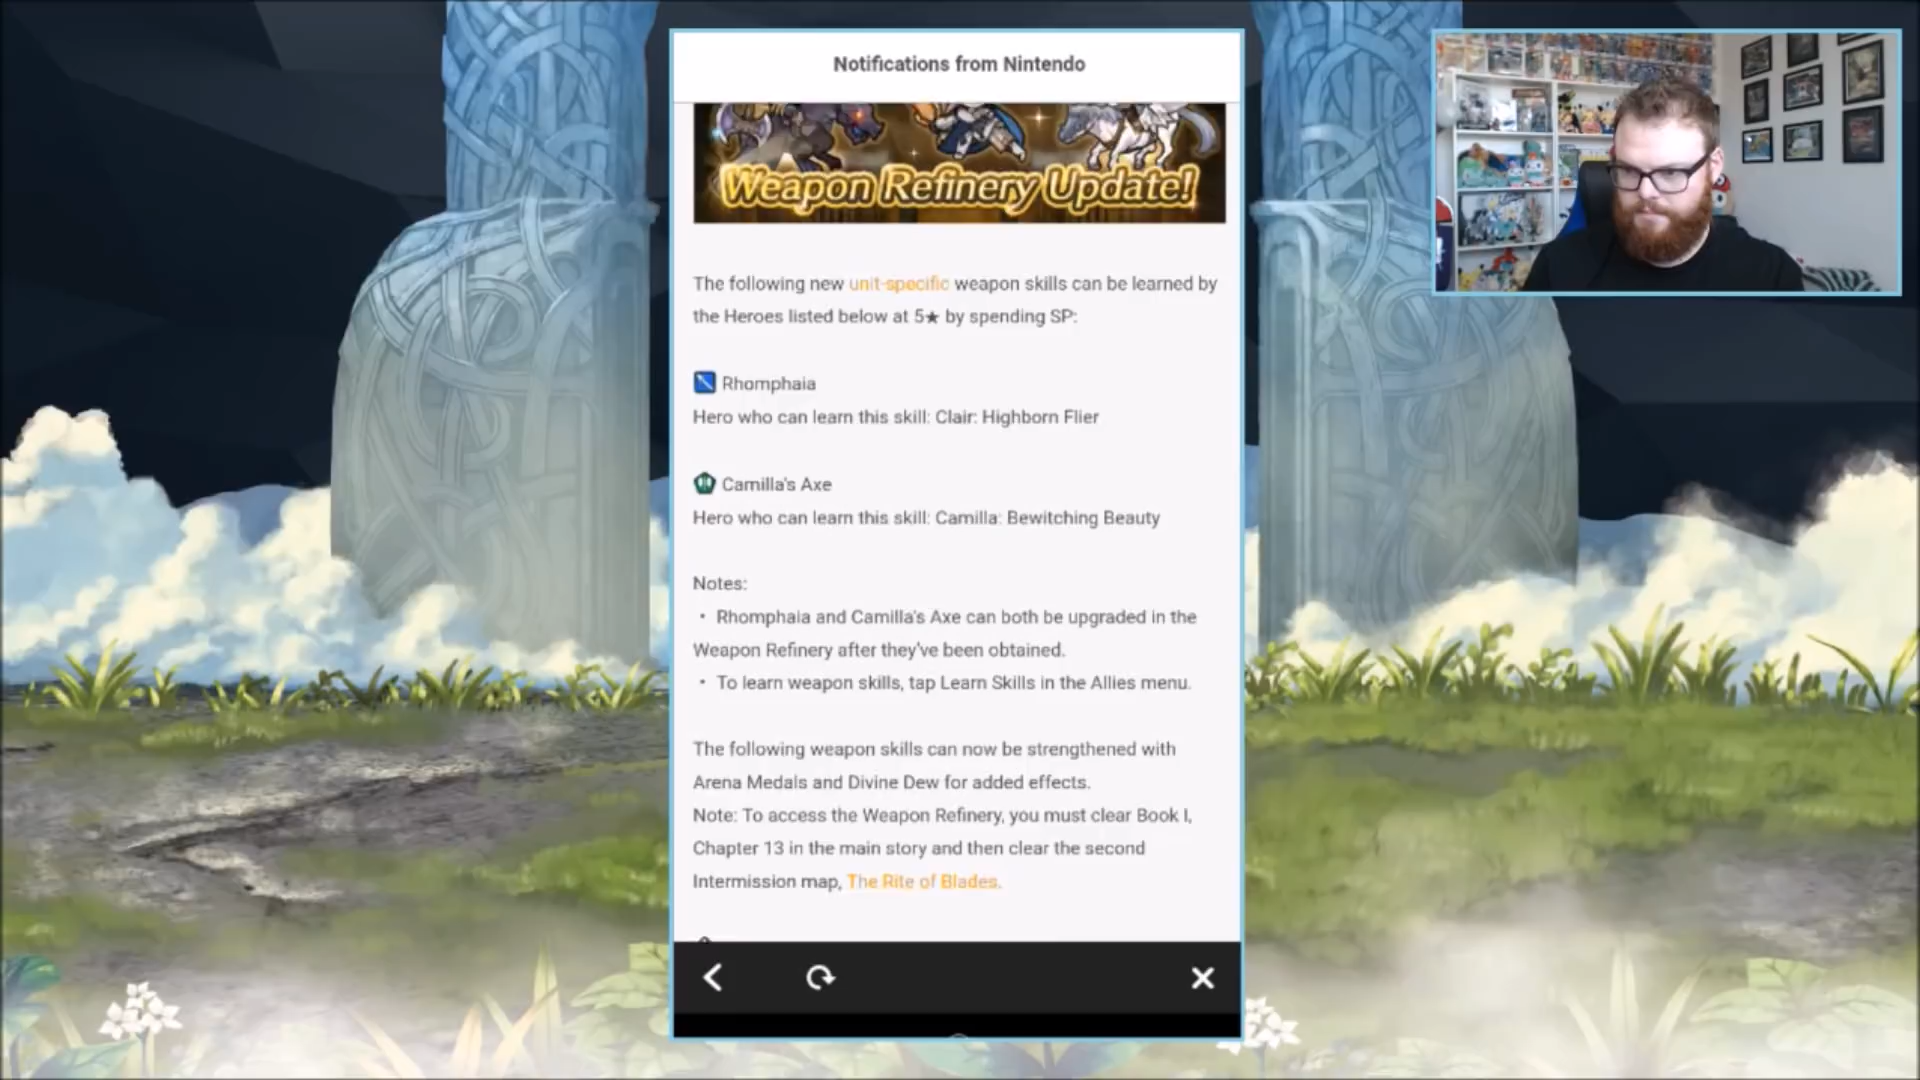 Notifications from Nintendo
Weapon Refinery Update!
The following new unit-specific weapon skills can be learned by
the Heroes listed below at 5★ by spending SP:
Rhomphaia
Hero who can learn this skill: Clair: Highborn Flier
Camilla's Axe
Hero who can learn this skill: Camilla: Bewitching Beauty
Notes:
・ Rhomphaia and Camilla's Axe can both be upgraded in the
Weapon Refinery after they've been obtained.
・ To learn weapon skills, tap Learn Skills in the Allies menu.
The following weapon skills can now be strengthened with
Arena Medals and Divine Dew for added effects.
Note: To access the Weapon Refinery, you must clear Book I,
Chapter 13 in the main story and then clear the second
Intermission map, The Rite of Blades.